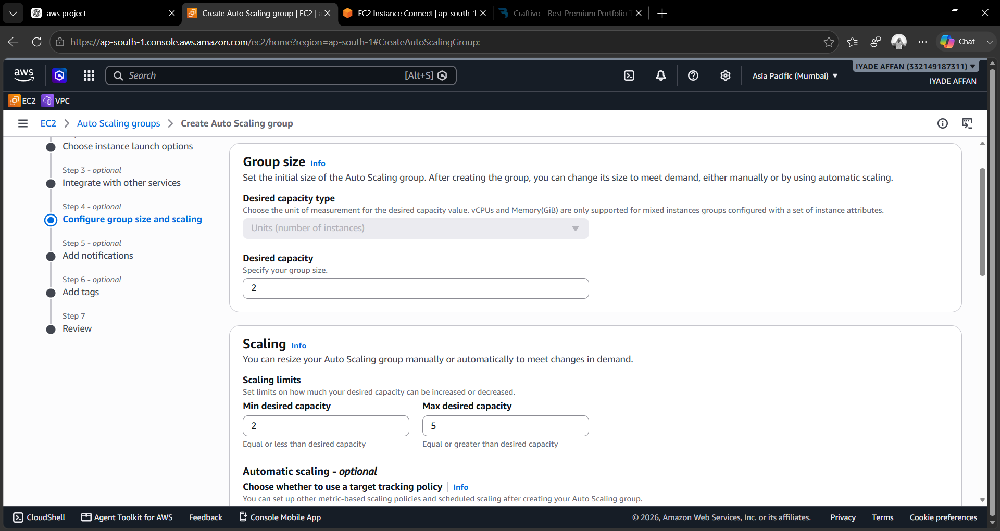 aws project
Create Auto Scaling group | EC2 | a
EC2 Instance Connect | ap-south-1
Craftivo - Best Premium Portfolio T
https://ap-south-1.console.aws.amazon.com/ec2/home?region=ap-south-1#CreateAutoScalingGroup:
Chat
aws
Search
[Alt+S]
Asia Pacific (Mumbai)
IYADE AFFAN (332149187311)
IYADE AFFAN
EC2
VPC
EC2 > Auto Scaling groups > Create Auto Scaling group
Choose instance launch options
Step 3 - optional
Integrate with other services
Step 4 - optional
Configure group size and scaling
Step 5 - optional
Add notifications
Step 6 - optional
Add tags
Step 7
Review
Group size Info
Set the initial size of the Auto Scaling group. After creating the group, you can change its size to meet demand, either manually or by using automatic scaling.
Desired capacity type
Choose the unit of measurement for the desired capacity value. vCPUs and Memory(GiB) are only supported for mixed instances groups configured with a set of instance attributes.
Units (number of instances)
Desired capacity
Specify your group size.
2
Scaling Info
You can resize your Auto Scaling group manually or automatically to meet changes in demand.
Scaling limits
Set limits on how much your desired capacity can be increased or decreased.
Min desired capacity
Max desired capacity
2
5
Equal or less than desired capacity
Equal or greater than desired capacity
Automatic scaling - optional
Choose whether to use a target tracking policy Info
You can set up other metric-based scaling policies and scheduled scaling after creating your Auto Scaling group.
CloudShell
Agent Toolkit for AWS
Feedback
Console Mobile App
© 2026, Amazon Web Services, Inc. or its affiliates.
Privacy
Terms
Cookie preferences